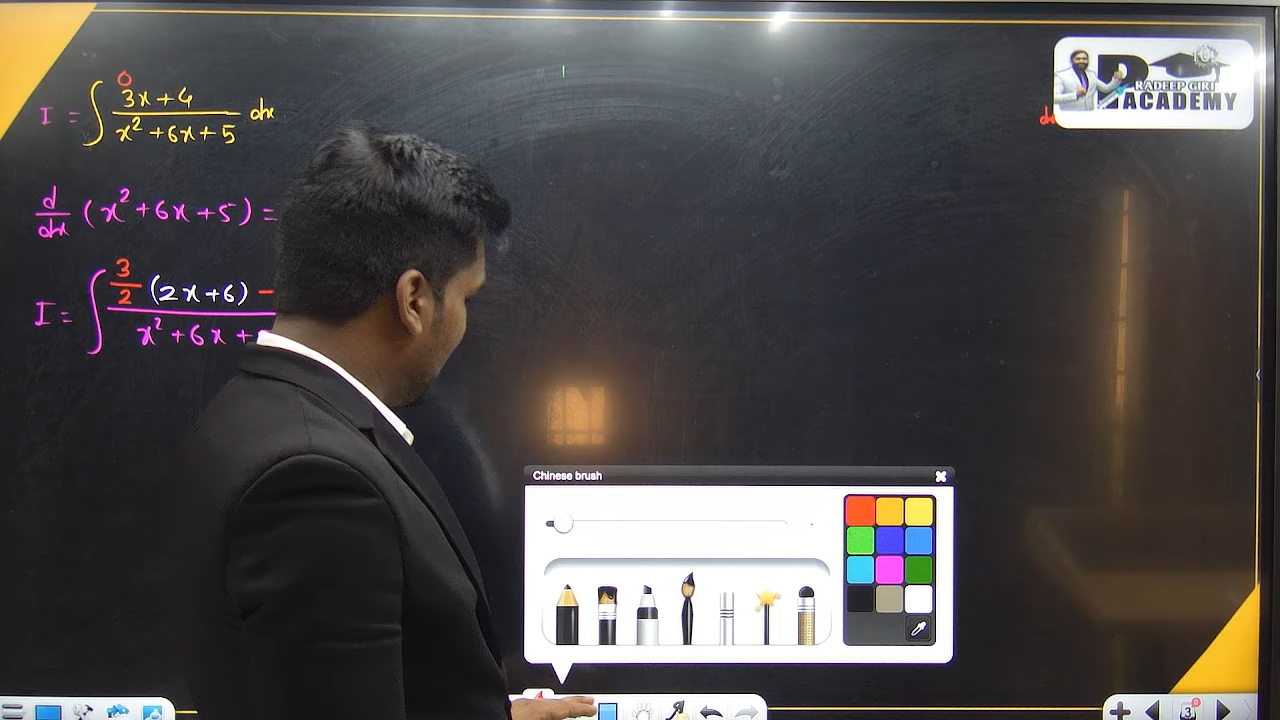 0
I = ∫ 3x+4 / x² + 6x + 5 dx
d/dx (x² + 6x + 5) =
I = ∫ 3/2 (2x+6) - / x² + 6x +
RADEEP GIRI
ACADEMY
Chinese brush
3